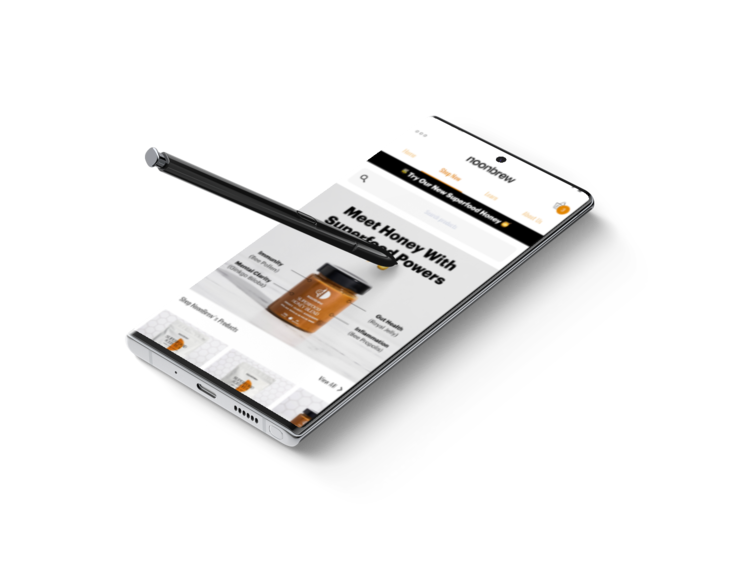 noonbrew
Shop Now
Try Our New Superfood Honey
Meet Honey With
Superfood Powers
Immunity
(Bee Pollen)
Mental Clarity
(Ginkgo Biloba)
Gut Health
(Royal Jelly)
Inflammation
(Bee Propolis)
Shop NoonBrew's Products
View All